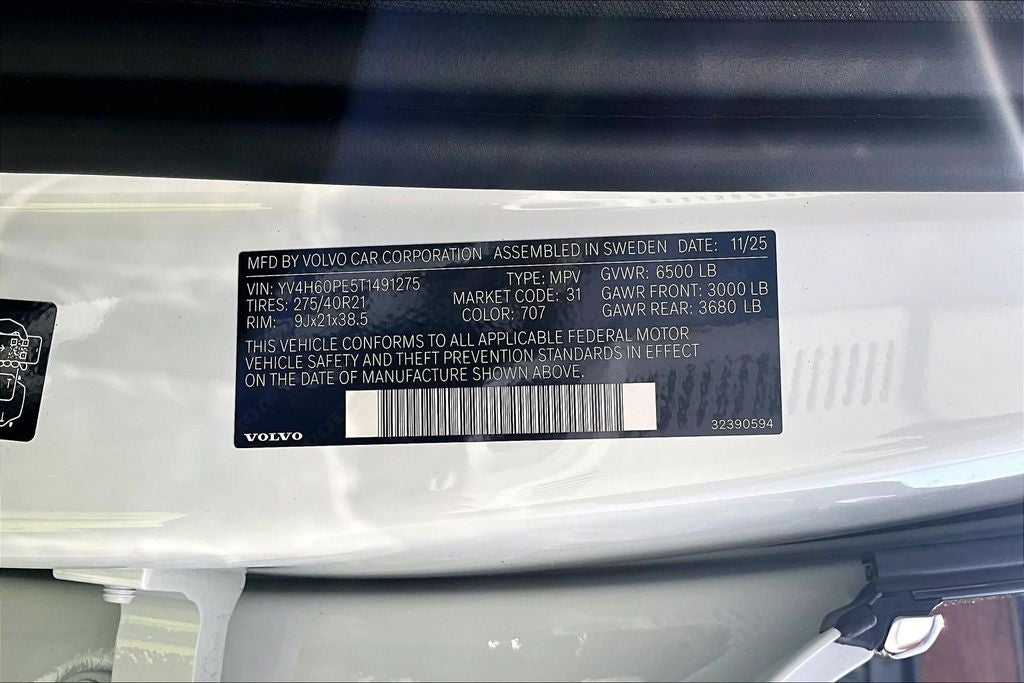 MFD BY VOLVO CAR CORPORATION ASSEMBLED IN SWEDEN DATE: 11/25
VIN: YV4H60PE5T1491275 TYPE: MPV GVWR: 6500 LB
TIRES: 275/40R21 MARKET CODE: 31 GAWR FRONT: 3000 LB
RIM: 9Jx21x38.5 COLOR: 707 GAWR REAR: 3680 LB
THIS VEHICLE CONFORMS TO ALL APPLICABLE FEDERAL MOTOR
VEHICLE SAFETY AND THEFT PREVENTION STANDARDS IN EFFECT
ON THE DATE OF MANUFACTURE SHOWN ABOVE.
VOLVO 32390594